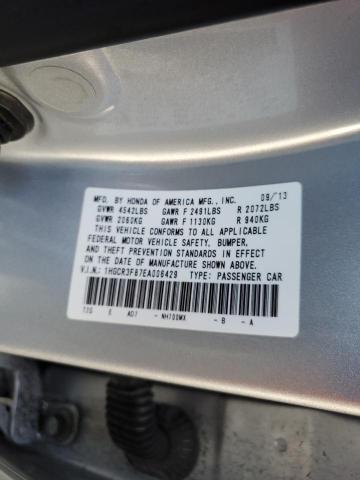 MFD. BY HONDA OF AMERICA MFG., INC. 09/13
GVWR 4542LBS GAWR F 2491LBS R 2072LBS
GVWR 2060KG GAWR F 1130KG R 940KG
THIS VEHICLE CONFORMS TO ALL APPLICABLE
FEDERAL MOTOR VEHICLE SAFETY, BUMPER,
AND THEFT PREVENTION STANDARDS IN EFFECT
ON THE DATE OF MANUFACTURE SHOWN ABOVE.
V.I.N.: 1HGCR3F87EA006429 TYPE: PASSENGER CAR
AD7 - NH700MX - B - A